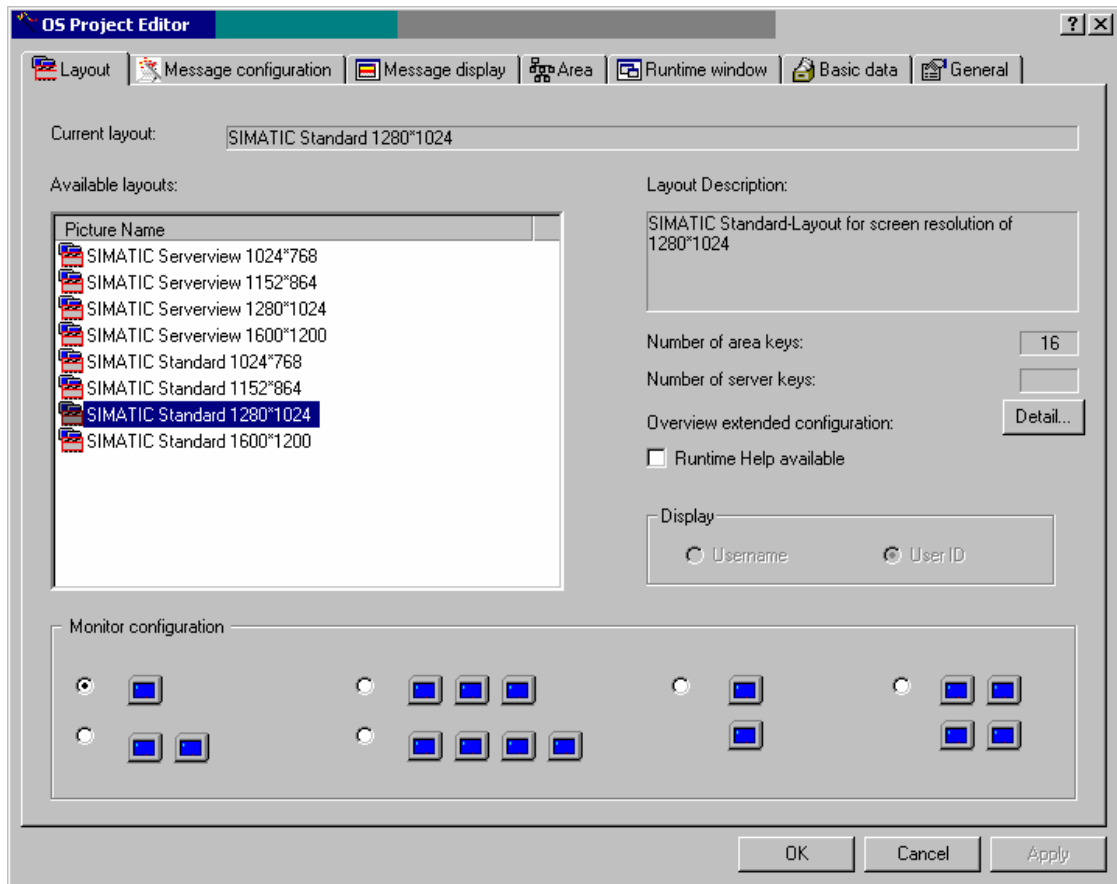 OS Project Editor
Layout Message configuration Message display Area Runtime window Basic data General
Current layout: SIMATIC Standard 1280*1024
Available layouts:
Picture Name
SIMATIC Serverview 1024*768
SIMATIC Serverview 1152*864
SIMATIC Serverview 1280*1024
SIMATIC Serverview 1600*1200
SIMATIC Standard 1024*768
SIMATIC Standard 1152*864
SIMATIC Standard 1280*1024
SIMATIC Standard 1600*1200
Layout Description:
SIMATIC Standard-Layout for screen resolution of
1280*1024
Number of area keys: 16
Number of server keys:
Overview extended configuration: Detail...
Runtime Help available
Display
Username User ID
Monitor configuration
OK Cancel Apply